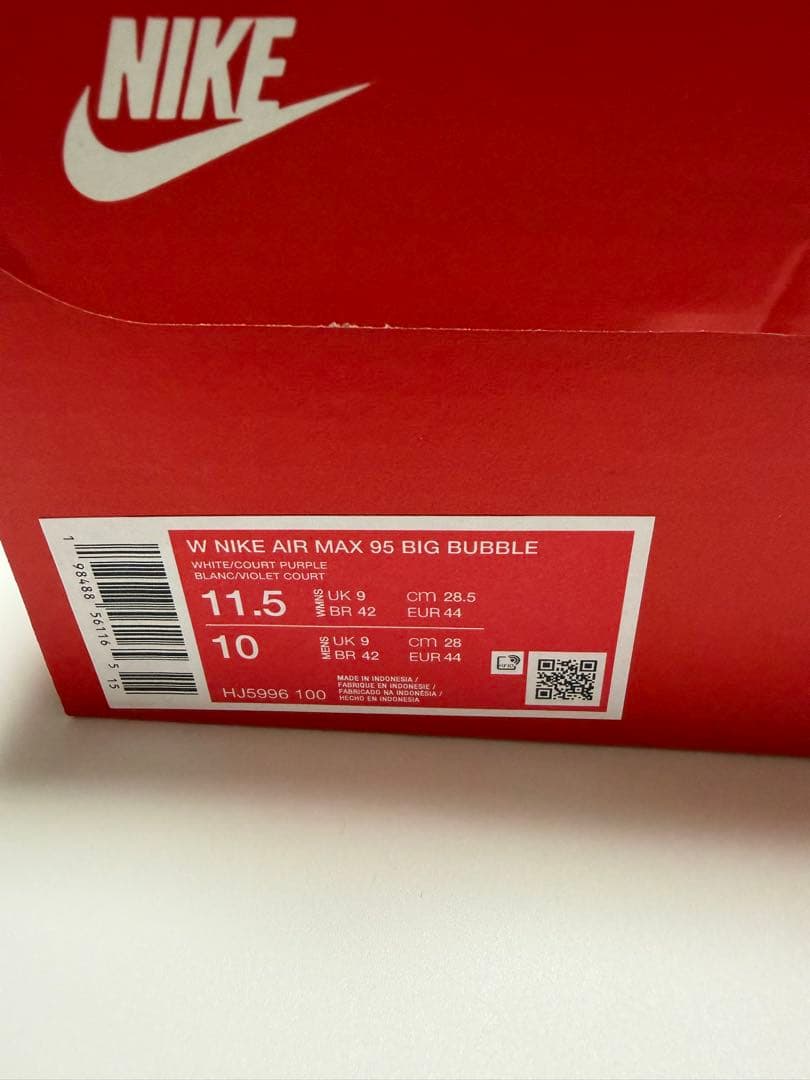 NIKE
W NIKE AIR MAX 95 BIG BUBBLE
WHITE/COURT PURPLE
BLANC/VIOLET COURT
11.5 WMNS UK 9 CM 28.5
BR 42 EUR 44
10 MENS UK 9 CM 28
BR 42 EUR 44
HJ5996 100
MADE IN INDONESIA /
FABRIQUE EN INDONESIE /
FABRICADO NA INDONÉSIA /
HECHO EN INDONESIA
RFID
1 98488 56116 5 15